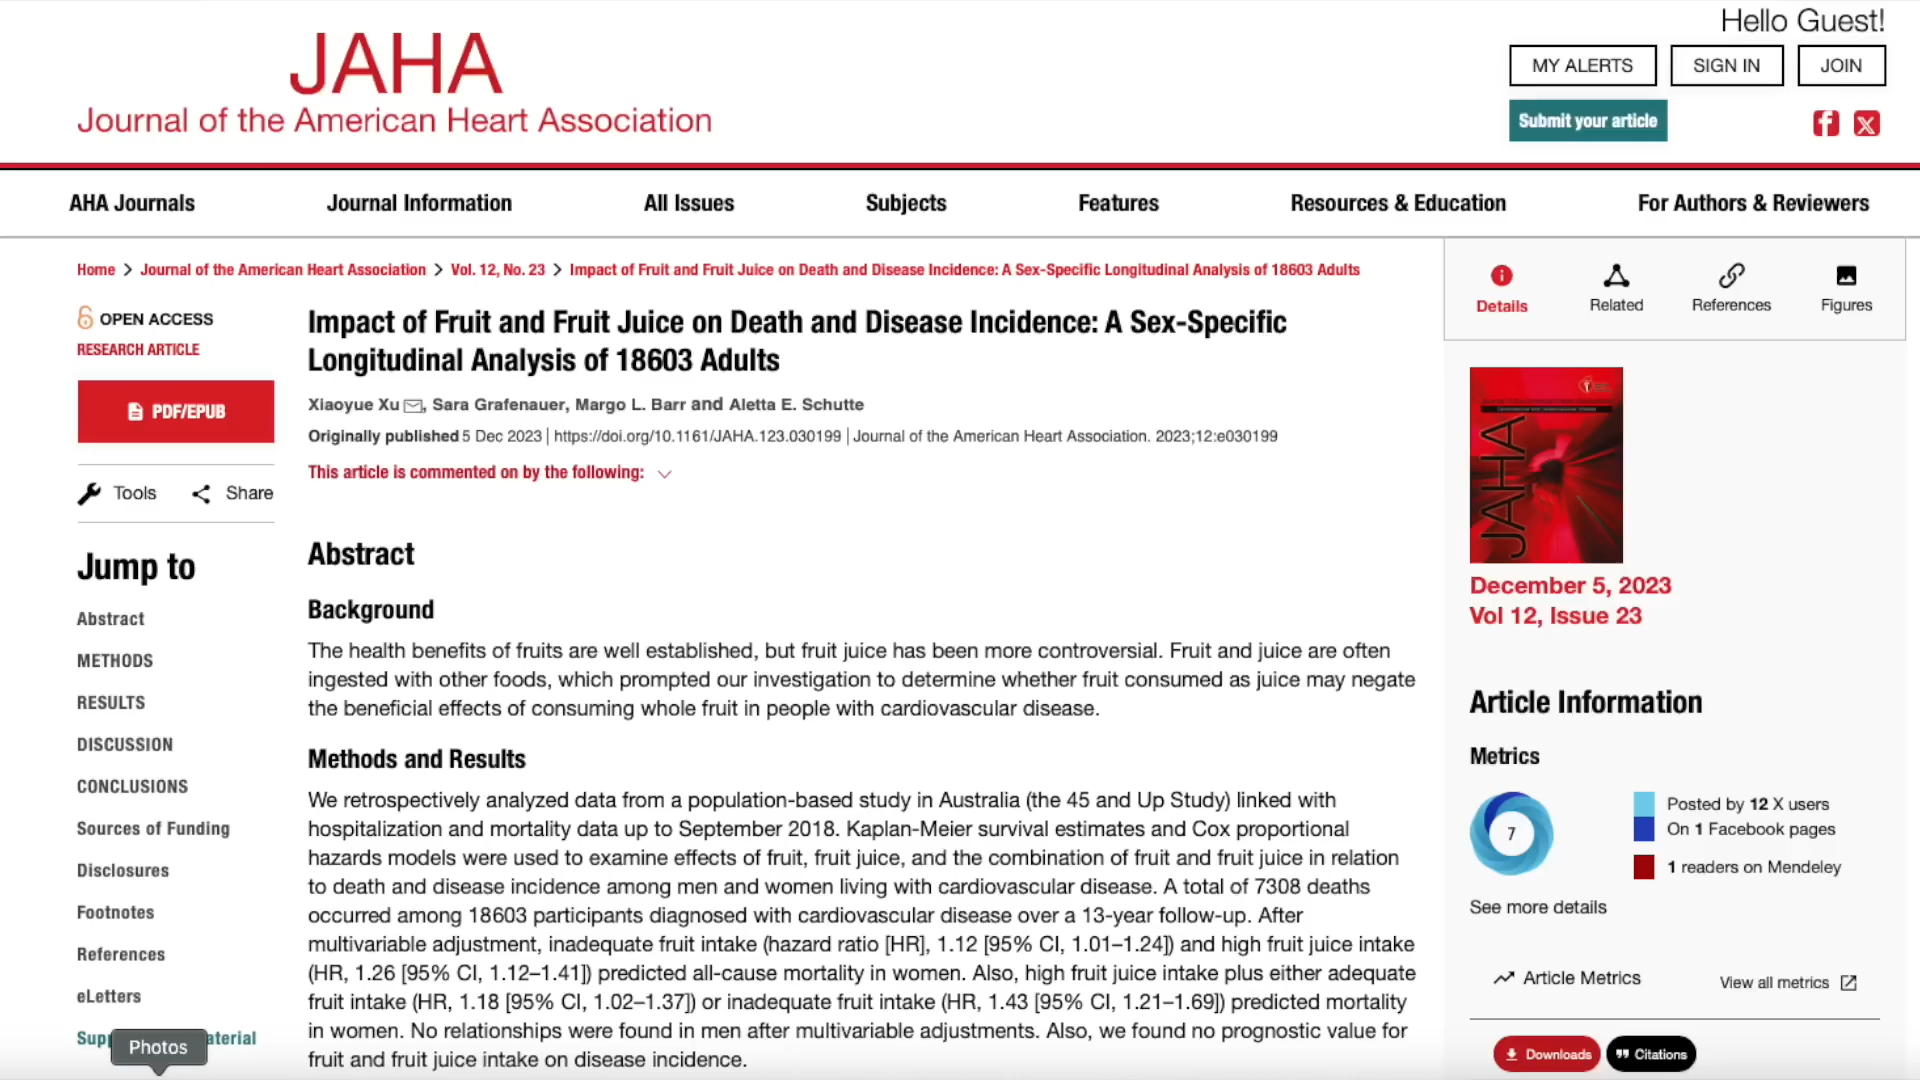 Hello Guest!
JAHA
Journal of the American Heart Association
MY ALERTS
SIGN IN
JOIN
Submit your article
AHA Journals
Journal Information
All Issues
Subjects
Features
Resources & Education
For Authors & Reviewers
Home > Journal of the American Heart Association > Vol. 12, No. 23 > Impact of Fruit and Fruit Juice on Death and Disease Incidence: A Sex-Specific Longitudinal Analysis of 18603 Adults
OPEN ACCESS
RESEARCH ARTICLE
PDF/EPUB
Tools
Share
Jump to
Abstract
METHODS
RESULTS
DISCUSSION
CONCLUSIONS
Sources of Funding
Disclosures
Footnotes
References
eLetters
Photos
Impact of Fruit and Fruit Juice on Death and Disease Incidence: A Sex-Specific
Longitudinal Analysis of 18603 Adults
Xiaoyue Xu, Sara Grafenauer, Margo L. Barr and Aletta E. Schutte
Originally published 5 Dec 2023 | https://doi.org/10.1161/JAHA.123.030199 | Journal of the American Heart Association. 2023;12:e030199
This article is commented on by the following:
Abstract
Background
The health benefits of fruits are well established, but fruit juice has been more controversial. Fruit and juice are often
ingested with other foods, which prompted our investigation to determine whether fruit consumed as juice may negate
the beneficial effects of consuming whole fruit in people with cardiovascular disease.
Methods and Results
We retrospectively analyzed data from a population-based study in Australia (the 45 and Up Study) linked with
hospitalization and mortality data up to September 2018. Kaplan-Meier survival estimates and Cox proportional
hazards models were used to examine effects of fruit, fruit juice, and the combination of fruit and fruit juice in relation
to death and disease incidence among men and women living with cardiovascular disease. A total of 7308 deaths
occurred among 18603 participants diagnosed with cardiovascular disease over a 13-year follow-up. After
multivariable adjustment, inadequate fruit intake (hazard ratio [HR], 1.12 [95% CI, 1.01–1.24]) and high fruit juice intake
(HR, 1.26 [95% CI, 1.12–1.41]) predicted all-cause mortality in women. Also, high fruit juice intake plus either adequate
fruit intake (HR, 1.18 [95% CI, 1.02–1.37]) or inadequate fruit intake (HR, 1.43 [95% CI, 1.21–1.69]) predicted mortality
in women. No relationships were found in men after multivariable adjustments. Also, we found no prognostic value for
fruit and fruit juice intake on disease incidence.
Details
Related
References
Figures
JAHA
December 5, 2023
Vol 12, Issue 23
Article Information
Metrics
7
Posted by 12 X users
On 1 Facebook pages
1 readers on Mendeley
See more details
Article Metrics
View all metrics
Downloads
Citations